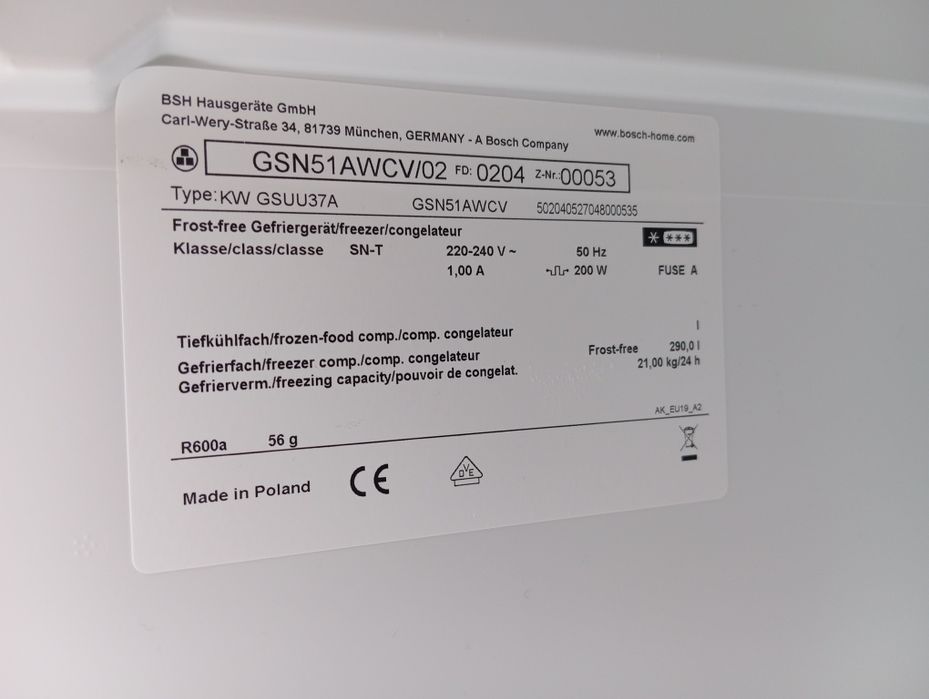 BSH Hausgeräte GmbH
Carl-Wery-Straße 34, 81739 München, GERMANY - A Bosch Company
www.bosch-home.com
GSN51AWCV/02 FD: 0204 Z-Nr.: 00053
Type: KW GSUU37A GSN51AWCV 502040527048000535
Frost-free Gefriergerät/freezer/congelateur
Klasse/class/classe SN-T 220-240 V ~ 50 Hz
1,00 A 200 W FUSE A
Tiefkühlfach/frozen-food comp./comp. congelateur l
Gefrierfach/freezer comp./comp. congelateur Frost-free 290,0 l
Gefrierverm./freezing capacity/pouvoir de congelat. 21,00 kg/24 h
AK_EU19_A2
R600a 56 g
Made in Poland CE DVE